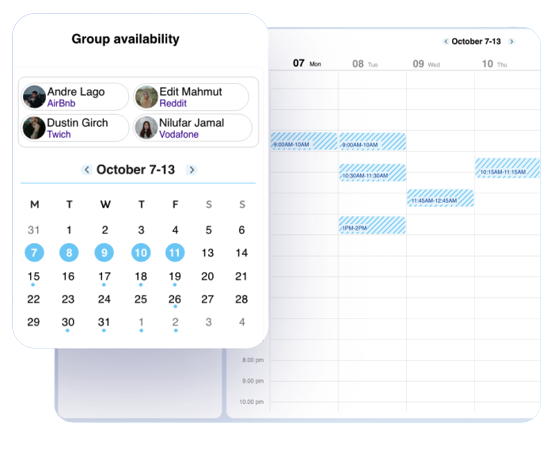 Group availability
Andre Lago
AirBnb
Edit Mahmut
Reddit
Dustin Girch
Twich
Nilufar Jamal
Vodafone
October 7-13
M T W T F S S
31 1 2 3 4 5 6
7 8 9 10 11 13 14
15 16 17 18 19 20 21
22 23 24 25 26 27 28
29 30 31 1 2 3 4
October 7-13
07 Mon 08 Tue 09 Wed 10 Thu
9:00AM-10AM 9:00AM-10AM
10:30AM-11:30AM 10:15AM-11:15AM
11:45AM-12:45AM
1PM-2PM
8.00 pm
9.00 pm
10.00 pm